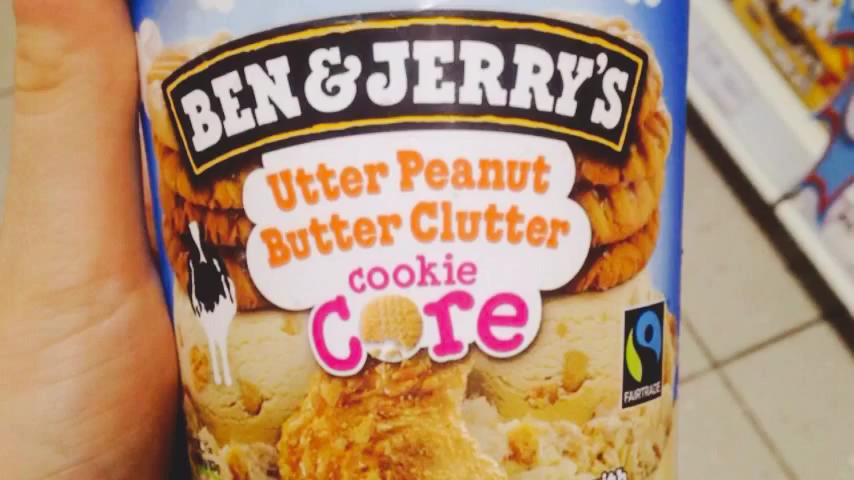 BEN & JERRY'S
Utter Peanut
Butter Clutter
cookie
Core
FAIRTRADE